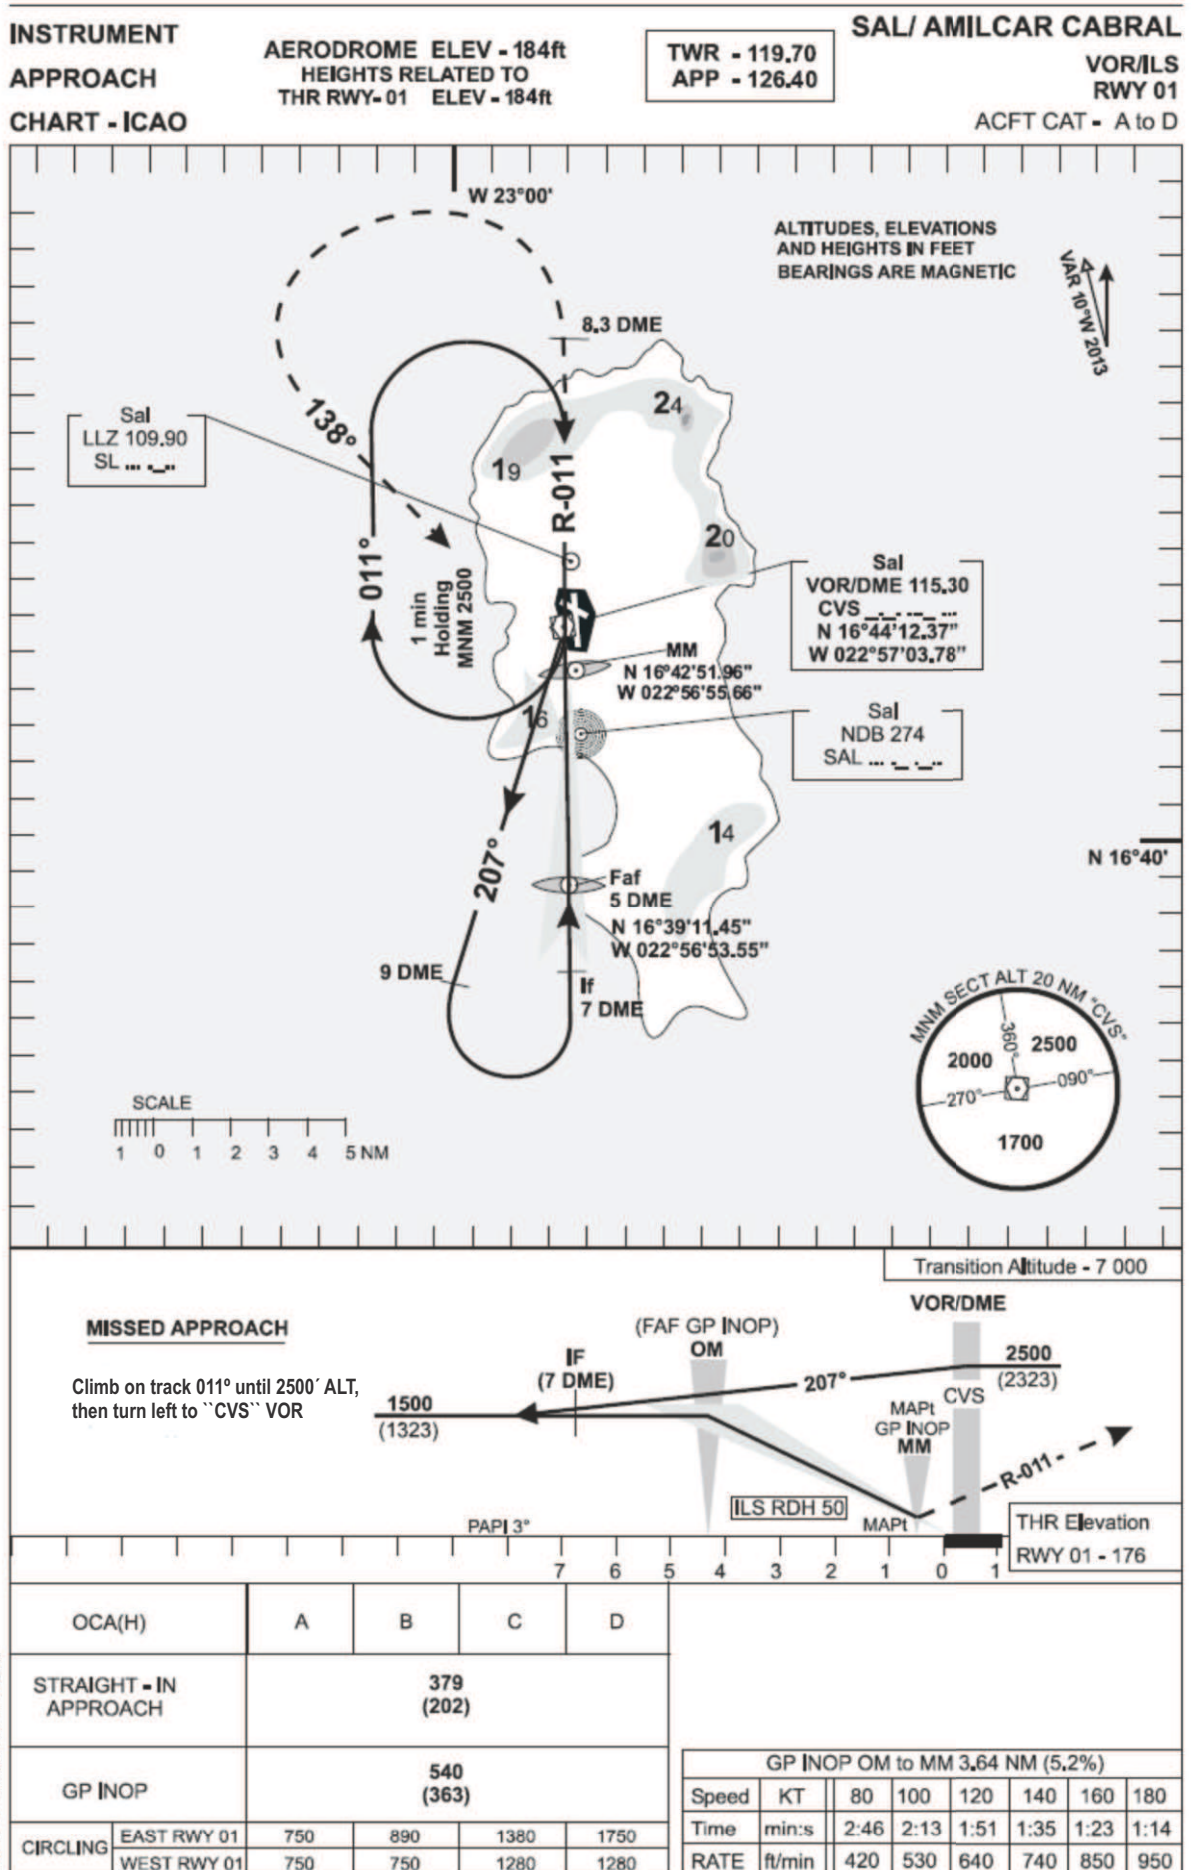 INSTRUMENT
APPROACH
CHART - ICAO
AERODROME ELEV - 184ft
HEIGHTS RELATED TO
THR RWY- 01 ELEV - 184ft
TWR - 119.70
APP - 126.40
SAL/ AMILCAR CABRAL
VOR/ILS
RWY 01
ACFT CAT - A to D
W 23°00'
ALTITUDES, ELEVATIONS
AND HEIGHTS IN FEET
BEARINGS ARE MAGNETIC
VAR 10°W 2013
8.3 DME
138°
Sal
LLZ 109.90
SL ... ._..
19
24
R-011
20
011°
1 min
Holding
MNM 2500
Sal
VOR/DME 115.30
CVS _._. ..._ ...
N 16°44'12.37"
W 022°57'03.78"
MM
N 16°42'51.96"
W 022°56'55.66"
16
Sal
NDB 274
SAL ... ._ ._..
14
207°
N 16°40'
Faf
5 DME
N 16°39'11.45"
W 022°56'53.55"
9 DME
If
7 DME
MNM SECT ALT 20 NM "CVS"
360°
2000
2500
270°
090°
1700
SCALE
1 0 1 2 3 4 5 NM
Transition Altitude - 7 000
MISSED APPROACH
Climb on track 011º until 2500´ ALT,
then turn left to ``CVS`` VOR
VOR/DME
(FAF GP INOP)
OM
IF
(7 DME)
2500
(2323)
207°
CVS
1500
(1323)
MAPt
GP INOP
MM
R-011
ILS RDH 50
MAPt
PAPI 3°
THR Elevation
RWY 01 - 176
7 6 5 4 3 2 1 0 1
OCA(H) A B C D
STRAIGHT - IN
APPROACH
379
(202)
GP INOP
540
(363)
CIRCLING
EAST RWY 01 750 890 1380 1750
WEST RWY 01 750 750 1280 1280
GP INOP OM to MM 3.64 NM (5.2%)
Speed KT 80 100 120 140 160 180
Time min:s 2:46 2:13 1:51 1:35 1:23 1:14
RATE ft/min 420 530 640 740 850 950